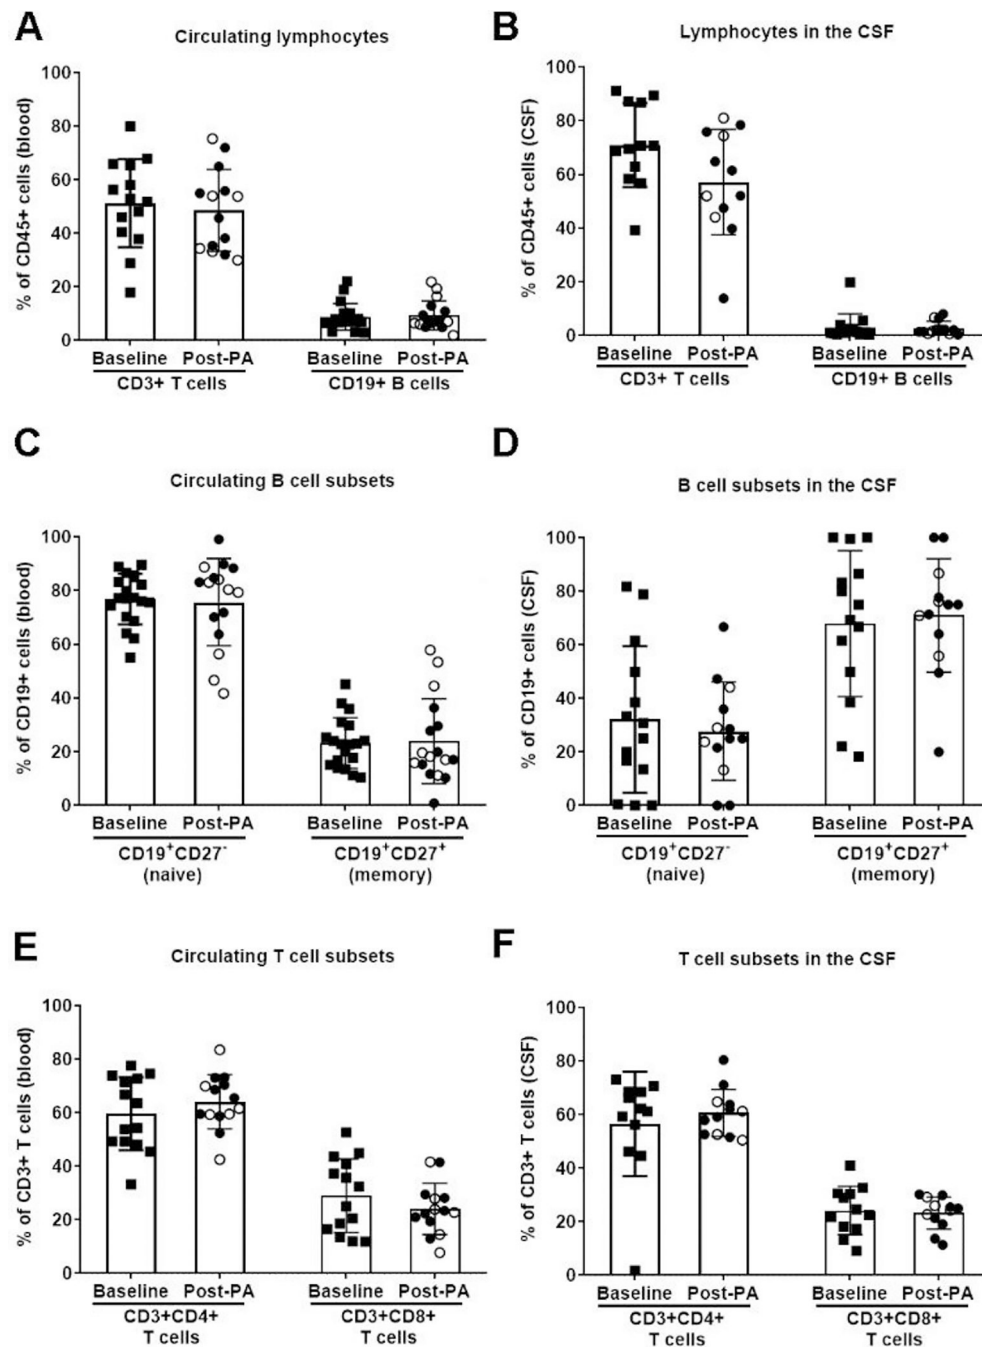 A
Circulating lymphocytes
% of CD45+ cells (blood)
100
80
60
40
20
0
Baseline Post-PA Baseline Post-PA
CD3+ T cells CD19+ B cells
B
Lymphocytes in the CSF
% of CD45+ cells (CSF)
100
80
60
40
20
0
Baseline Post-PA Baseline Post-PA
CD3+ T cells CD19+ B cells
C
Circulating B cell subsets
% of CD19+ cells (blood)
100
80
60
40
20
0
Baseline Post-PA Baseline Post-PA
CD19⁺CD27⁻ CD19⁺CD27⁺
(naive) (memory)
D
B cell subsets in the CSF
% of CD19+ cells (CSF)
100
80
60
40
20
0
Baseline Post-PA Baseline Post-PA
CD19⁺CD27⁻ CD19⁺CD27⁺
(naive) (memory)
E
Circulating T cell subsets
% of CD3+ T cells (blood)
100
80
60
40
20
0
Baseline Post-PA Baseline Post-PA
CD3+CD4+ CD3+CD8+
T cells T cells
F
T cell subsets in the CSF
% of CD3+ T cells (CSF)
100
80
60
40
20
0
Baseline Post-PA Baseline Post-PA
CD3+CD4+ CD3+CD8+
T cells T cells